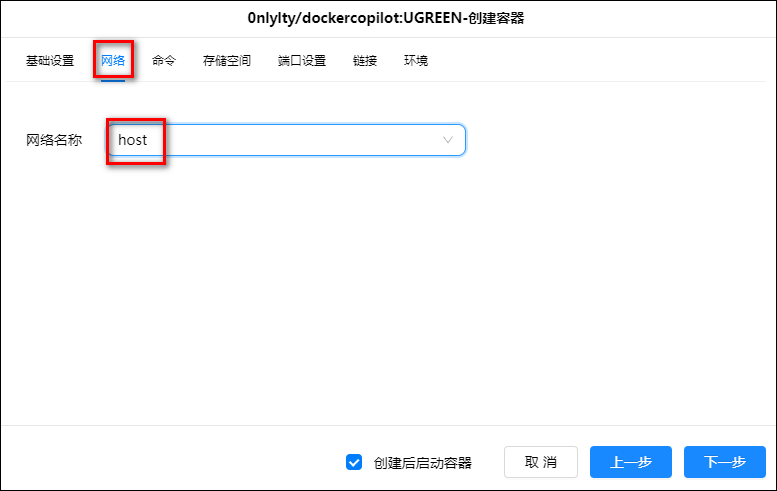 0nlylty/dockercopilot:UGREEN-创建容器
基础设置 网络 命令 存储空间 端口设置 链接 环境
网络名称 host
创建后启动容器 取消 上一步 下一步